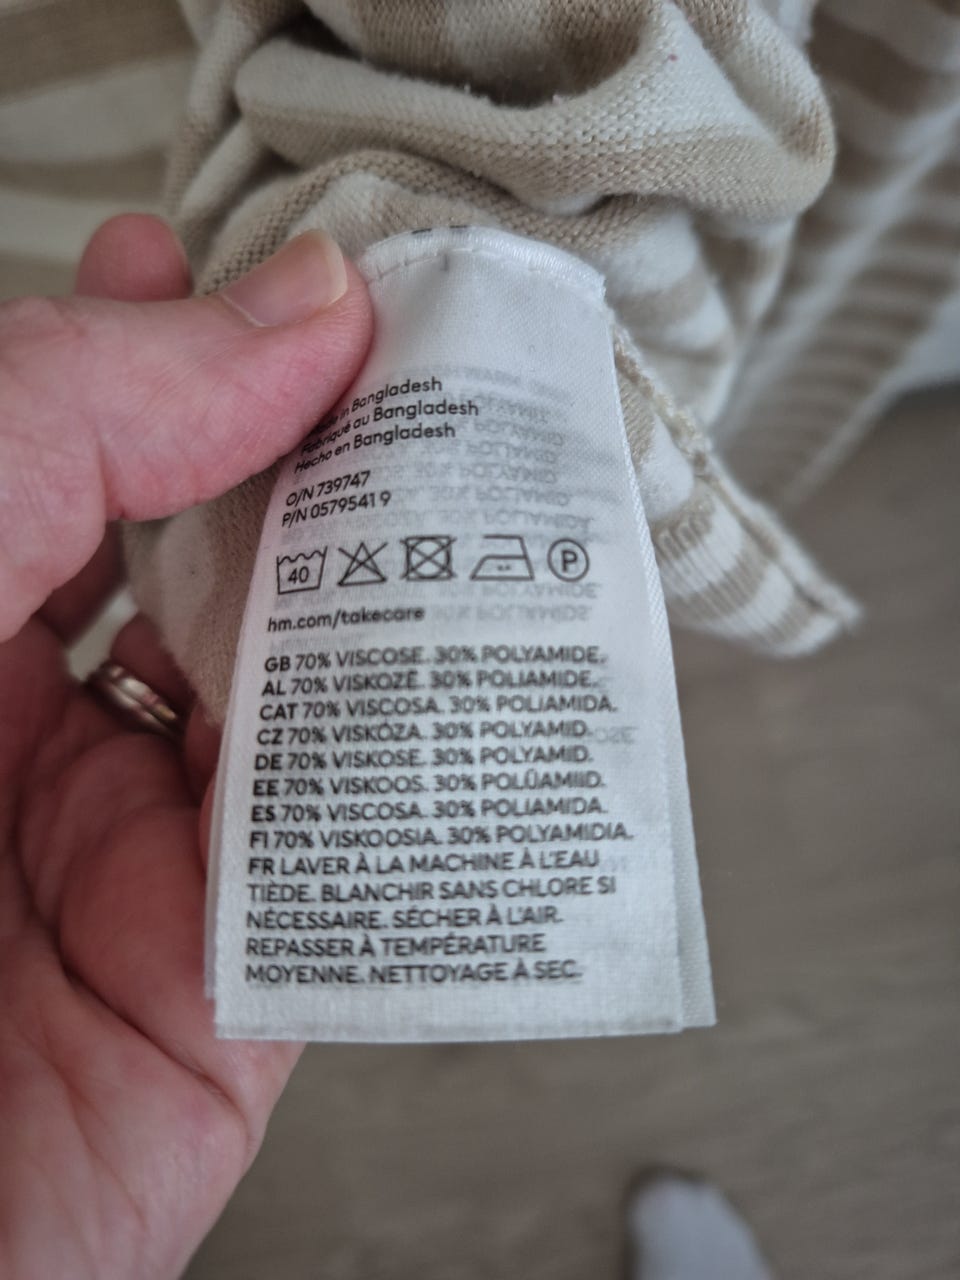 in Bangladesh
Fabriqué au Bangladesh
Hecho en Bangladesh
O/N 739747
P/N 0579541 9
40
P
hm.com/takecare
GB 70% VISCOSE. 30% POLYAMIDE.
AL 70% VISKOZË. 30% POLIAMIDE.
CAT 70% VISCOSA. 30% POLIAMIDA.
CZ 70% VISKÓZA. 30% POLYAMID.
DE 70% VISKOSE. 30% POLYAMID.
EE 70% VISKOOS. 30% POLÜAMIID.
ES 70% VISCOSA. 30% POLIAMIDA.
FI 70% VISKOOSIA. 30% POLYAMIDIA.
FR LAVER À LA MACHINE À L'EAU
TIÈDE. BLANCHIR SANS CHLORE SI
NÉCESSAIRE. SÉCHER À L'AIR.
REPASSER À TEMPÉRATURE
MOYENNE. NETTOYAGE À SEC.